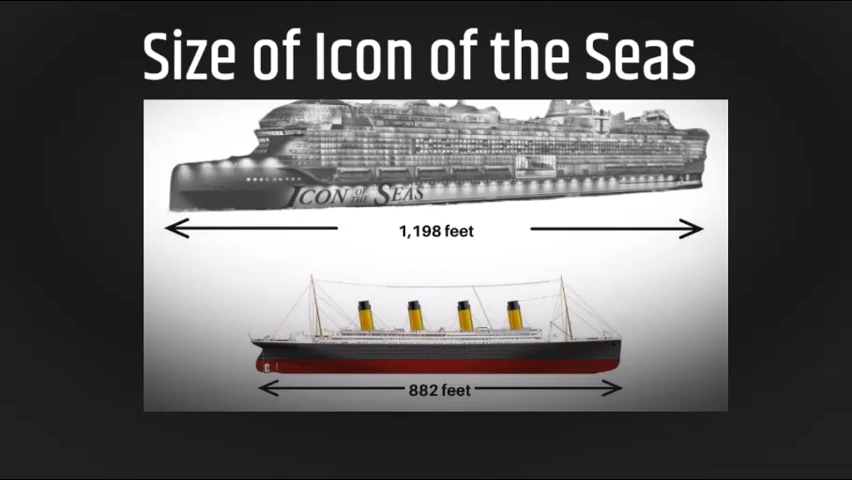 Size of Icon of the Seas
ICON OF THE SEAS
1,198 feet
882 feet